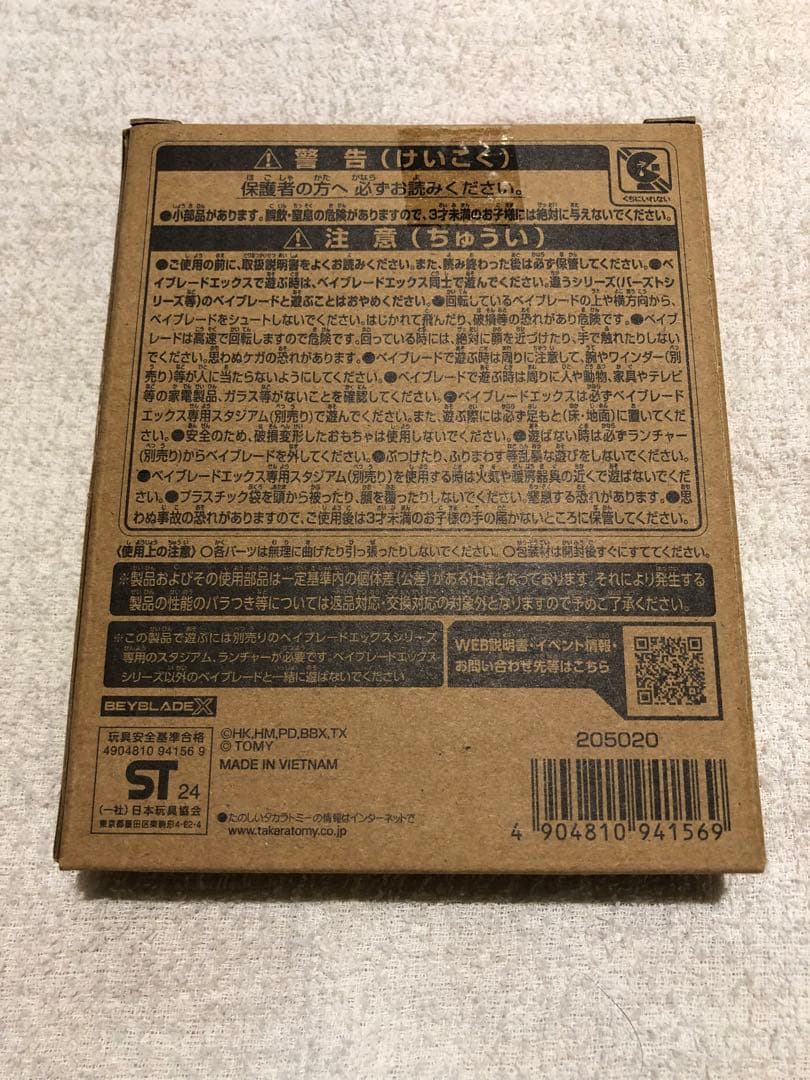 警告(けいこく)
保護者の方へ 必ずお読みください。
くちにいれない
●小部品があります。誤飲・窒息の危険がありますので、3才未満のお子様には絶対に与えないでください。
注意(ちゅうい)
●ご使用の前に、取扱説明書をよくお読みください。また、読み終わった後は必ず保管してください。●ベイ
ブレードエックスで遊ぶ時は、ベイブレードエックス同士で遊んでください。違うシリーズ(バーストシ
リーズ等)のベイブレードと遊ぶことはおやめください。●回転しているベイブレードの上や横方向から、
ベイブレードをシュートしないでください。はじかれて飛んだり、破損等の恐れがあり危険です。●ベイブ
レードは高速で回転しますので危険です。回っている時には、絶対に顔を近づけたり、手で触れたりしない
でください。思わぬケガの恐れがあります。●ベイブレードで遊ぶ時は周りに注意して、腕やワインダー(別
売り)等が人に当たらないようにしてください。●ベイブレードで遊ぶ時は周りに人や動物、家具やテレビ
等の家電製品、ガラス等がないことを確認してください。●ベイブレードエックスは必ずベイブレード
エックス専用スタジアム(別売り)で遊んでください。また、遊ぶ際には必ず足もと(床・地面)に置いてくだ
さい。●安全のため、破損変形したおもちゃは使用しないでください。●遊ばない時は必ずランチャー
(別売り)からベイブレードを外してください。●ぶつけたり、ふりまわす等乱暴な遊びをしないでください。
●ベイブレードエックス専用スタジアム(別売り)を使用する時は火気や暖房器具の近くで遊ばないでくだ
さい。●プラスチック袋を頭から被ったり、顔を覆ったりしないでください。窒息する恐れがあります。●思
わぬ事故の恐れがありますので、ご使用後は3才未満のお子様の手の届かないところに保管してください。
〈使用上の注意〉○各パーツは無理に曲げたり引っ張ったりしないでください。○包装材は開封後すぐにすててください。
※製品およびその使用部品は一定基準内の個体差(公差)がある仕様となっております。それにより発生する
製品の性能のバラつき等については返品対応・交換対応の対象外となりますので予めご了承ください。
※この製品で遊ぶには別売りのベイブレードエックスシリーズ
専用のスタジアム、ランチャーが必要です。ベイブレードエックス
シリーズ以外のベイブレードと一緒に遊ばないでください
WEB説明書・イベント情報・
お問い合わせ先等はこちら
BEYBLADE X
玩具安全基準合格
4904810 94156 9
ST 24
(一社)日本玩具協会
東京都墨田区東駒形4-22-4
©HK,HM,PD,BBX,TX
© TOMY
MADE IN VIETNAM
●たのしいタカラトミーの情報はインターネットで
www.takaratomy.co.jp
205020
4 904810 941569